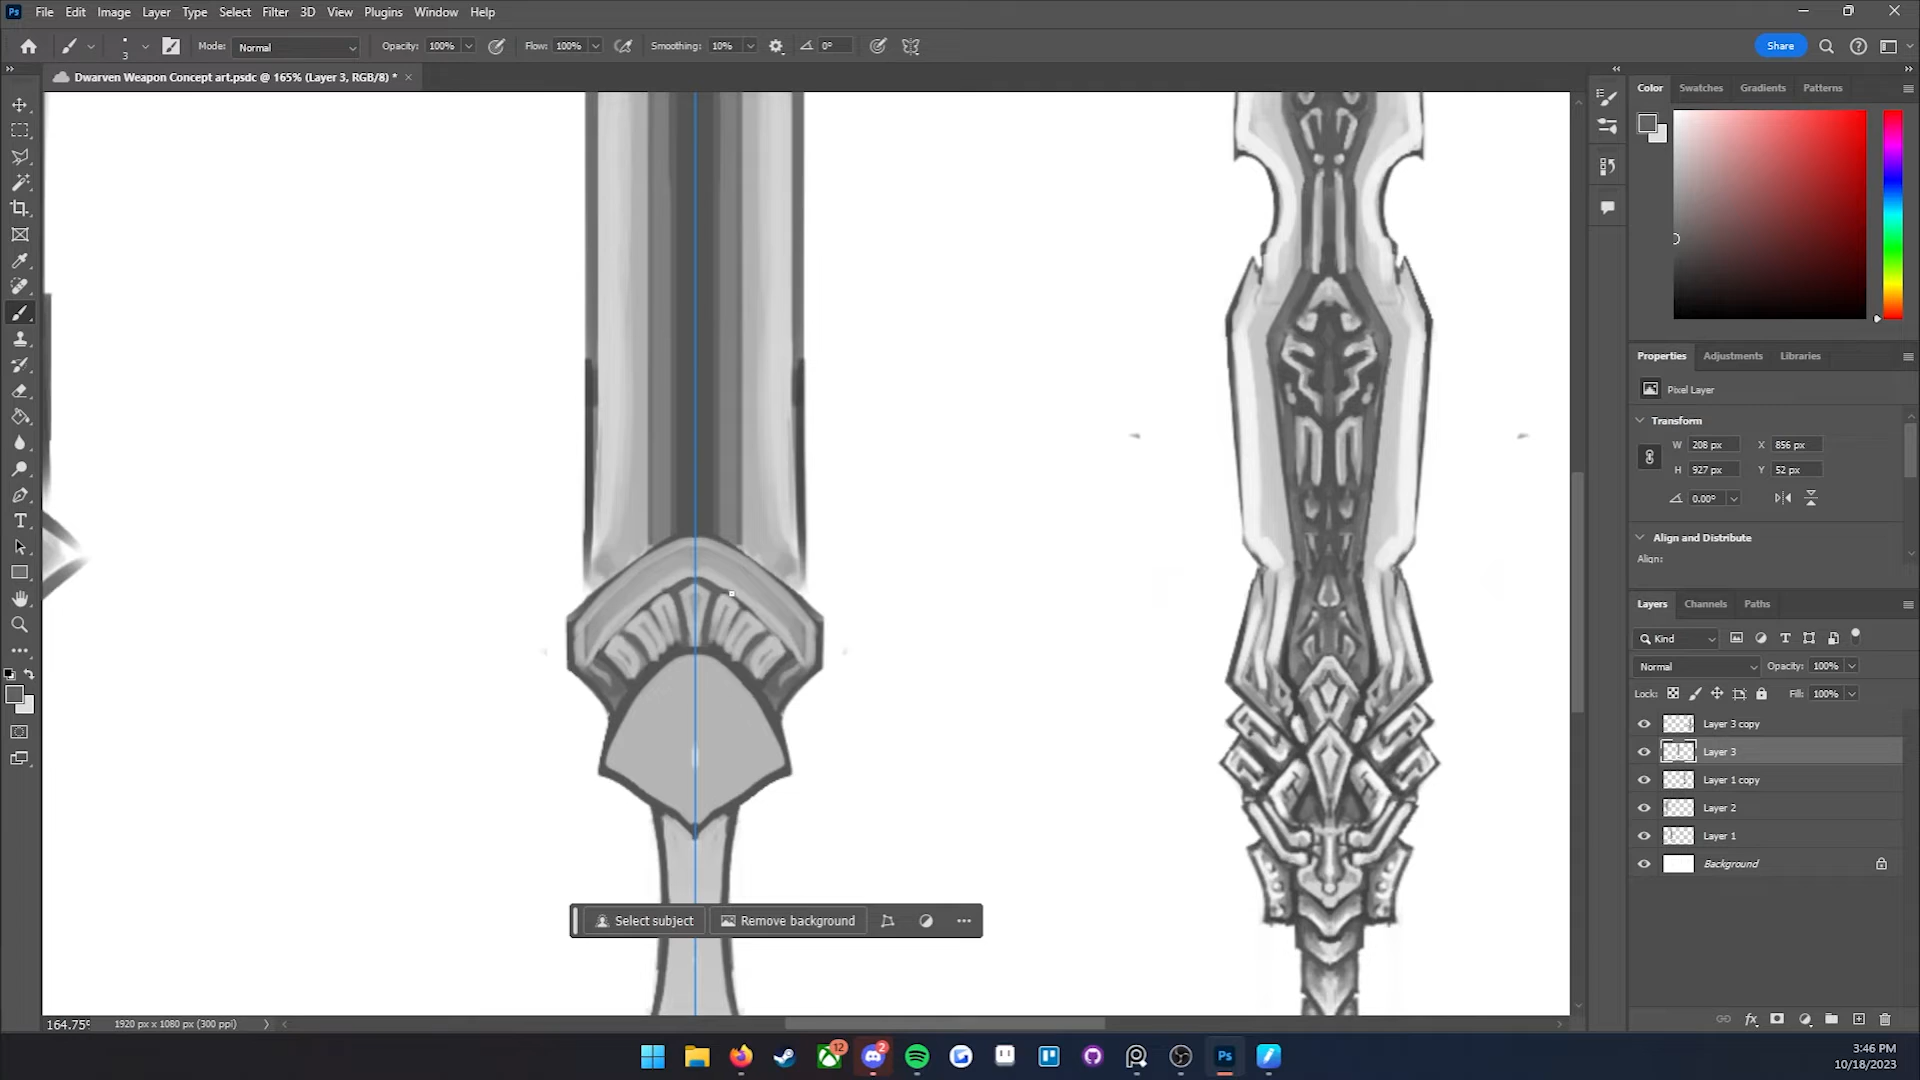 Ps File Edit Image Layer Type Select Filter 3D View Plugins Window Help
3 Mode: Normal Opacity: 100% Flow: 100% Smoothing: 10% 0° Share
Dwarven Weapon Concept art.psdc @ 165% (Layer 3, RGB/8) *
Color Swatches Gradients Patterns
Properties Adjustments Libraries
Pixel Layer
Transform
W 208 px X 856 px
H 927 px Y 52 px
0.00°
Align and Distribute
Align:
Layers Channels Paths
Kind
Normal Opacity: 100%
Lock: Fill: 100%
Layer 3 copy
Layer 3
Layer 1 copy
Layer 2
Layer 1
Background
Select subject Remove background
164.75% 1920 px x 1080 px (300 ppi)
12 2 Ps
3:46 PM
10/18/2023